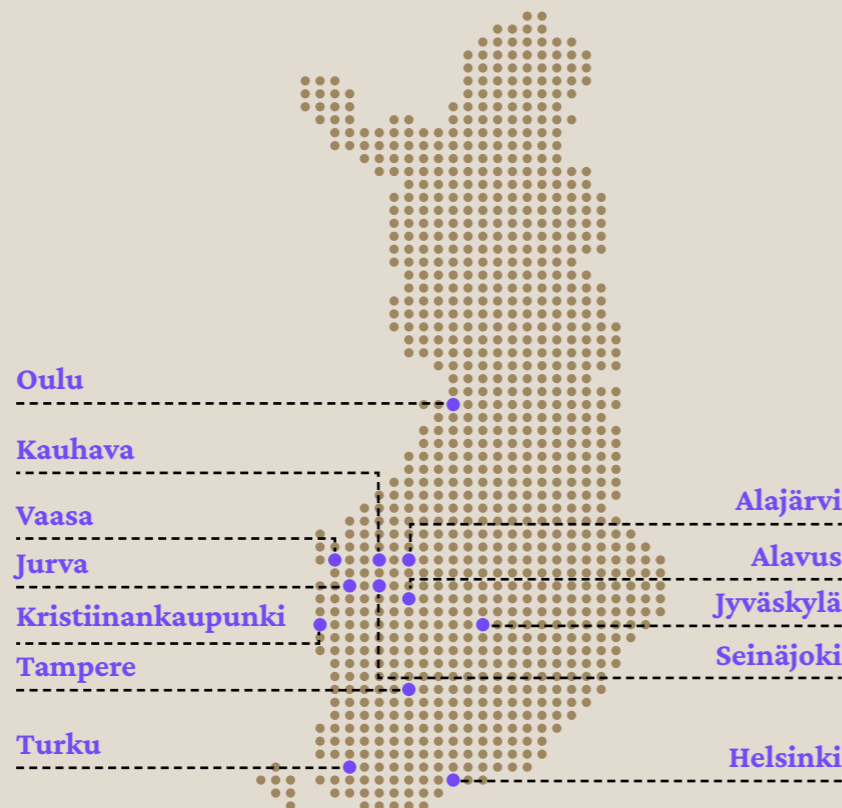 Oulu
Kauhava
Vaasa
Jurva
Kristiinankaupunki
Tampere
Turku
Alajärvi
Alavus
Jyväskylä
Seinäjoki
Helsinki